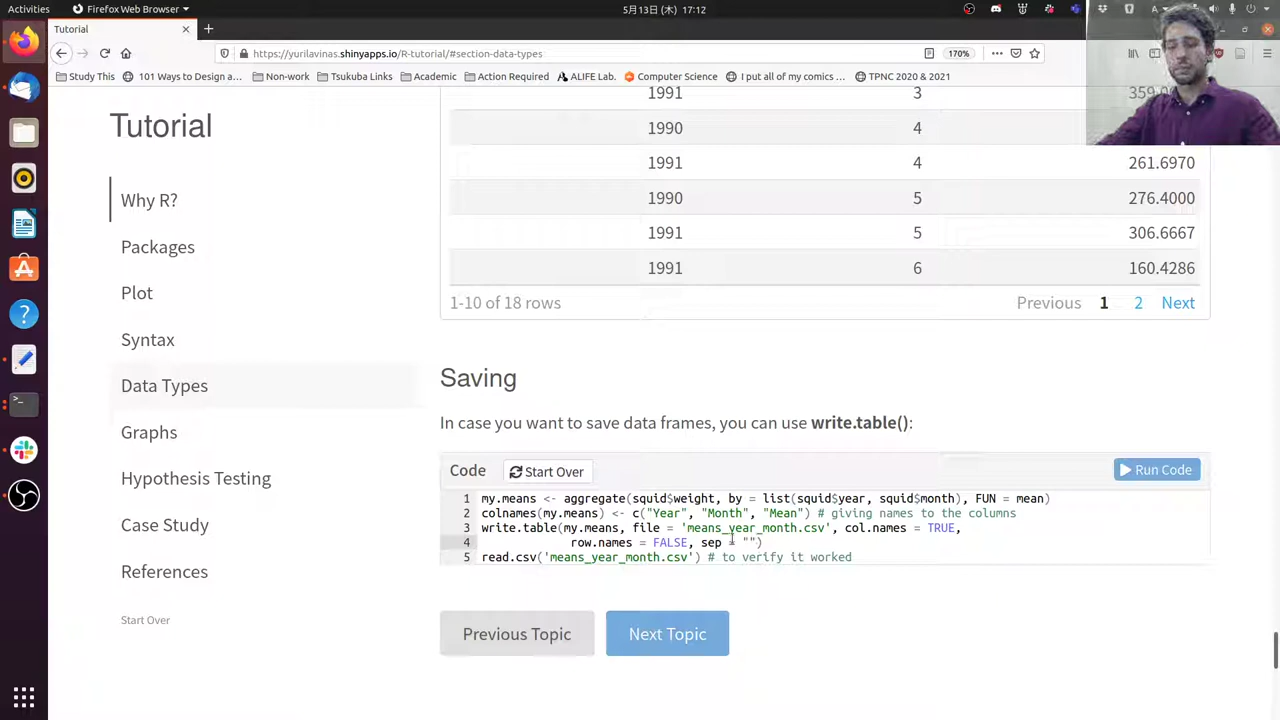 Activities
Firefox Web Browser
5月13日 (木) 17:12
Tutorial
https://yurilavinas.shinyapps.io/R-tutorial/#section-data-types
170%
Study This
101 Ways to Design a…
Non-work
Tsukuba Links
Academic
Action Required
ALIFE Lab.
Computer Science
I put all of my comics …
TPNC 2020 & 2021
Tutorial
Why R?
Packages
Plot
Syntax
Data Types
Graphs
Hypothesis Testing
Case Study
References
Start Over
1991 3
1990 4
1991 4 261.6970
1990 5 276.4000
1991 5 306.6667
1991 6 160.4286
1-10 of 18 rows
Previous 1 2 Next
Saving
In case you want to save data frames, you can use write.table():
Code
Start Over
Run Code
1 my.means <- aggregate(squid$weight, by = list(squid$year, squid$month), FUN = mean)
2 colnames(my.means) <- c("Year", "Month", "Mean") # giving names to the columns
3 write.table(my.means, file = 'means_year_month.csv', col.names = TRUE,
4 row.names = FALSE, sep = "")
5 read.csv('means_year_month.csv') # to verify it worked
Previous Topic
Next Topic